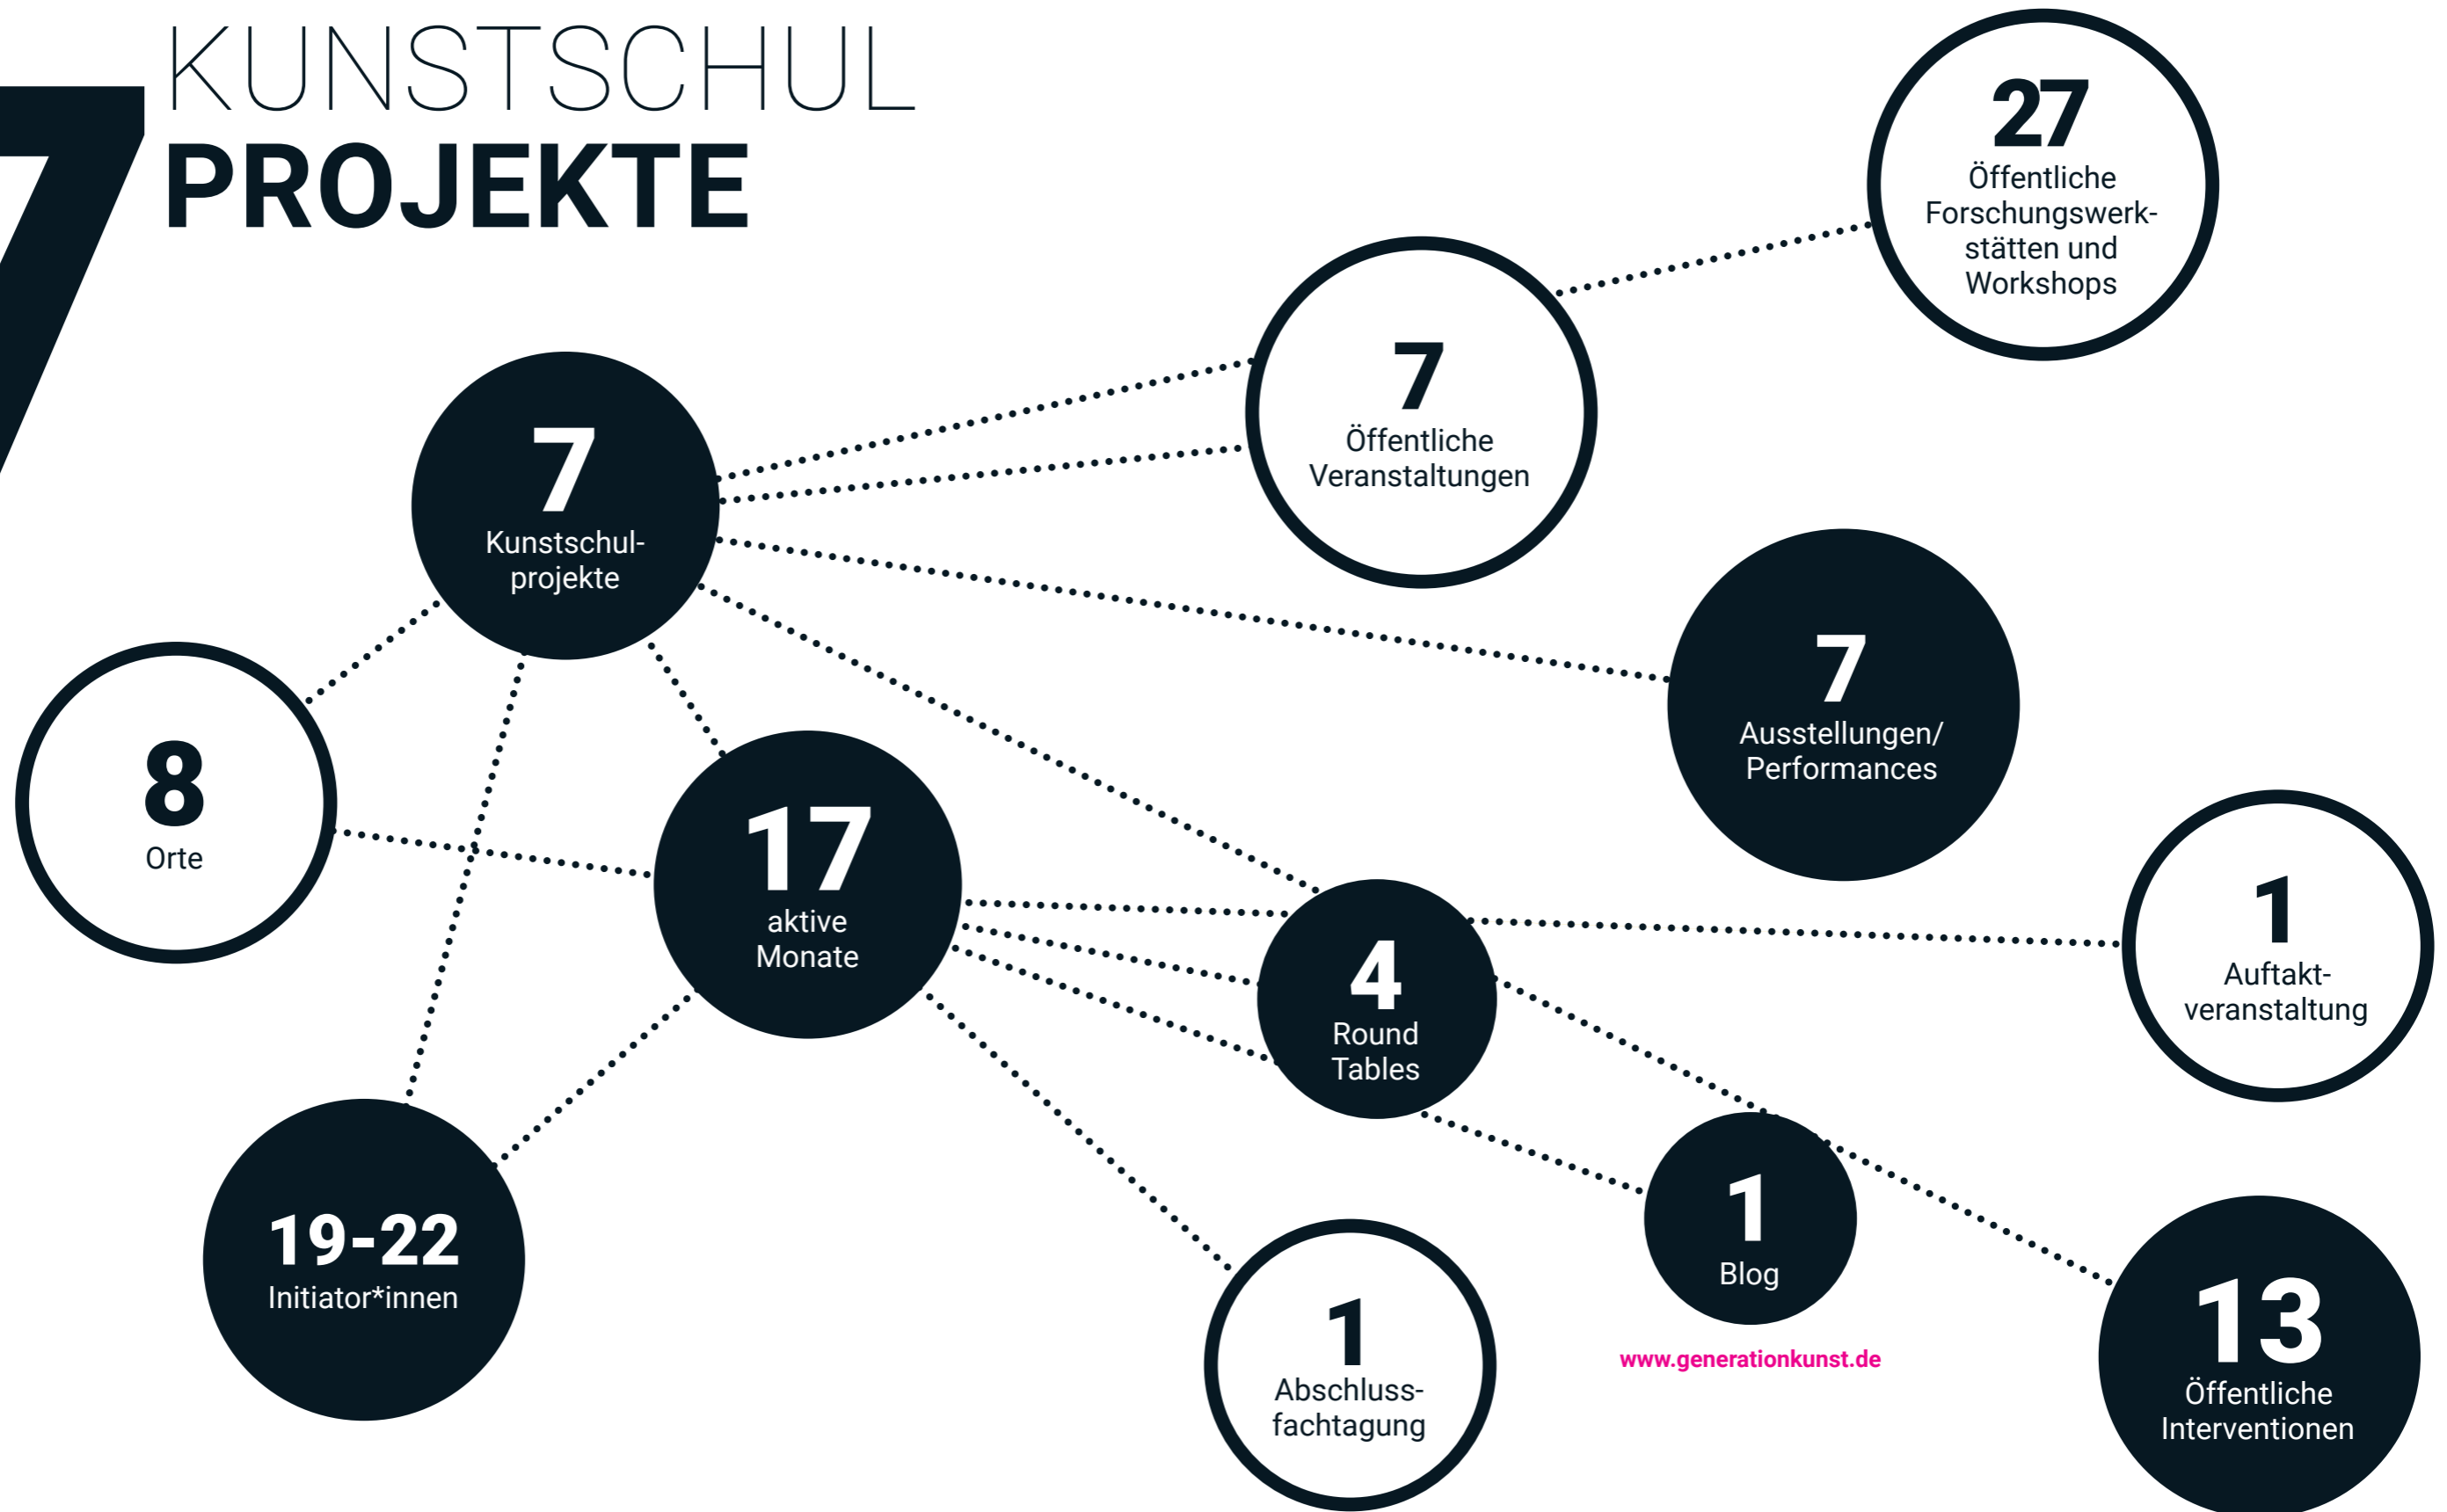 7
KUNSTSCHUL
PROJEKTE
27
Öffentliche
Forschungswerk-
stätten und
Workshops
7
Öffentliche
Veranstaltungen
7
Kunstschul-
projekte
7
Ausstellungen/
Performances
8
Orte
17
aktive
Monate
4
Round
Tables
1
Auftakt-
veranstaltung
19-22
Initiator*innen
1
Blog
www.generationkunst.de
1
Abschluss-
fachtagung
13
Öffentliche
Interventionen